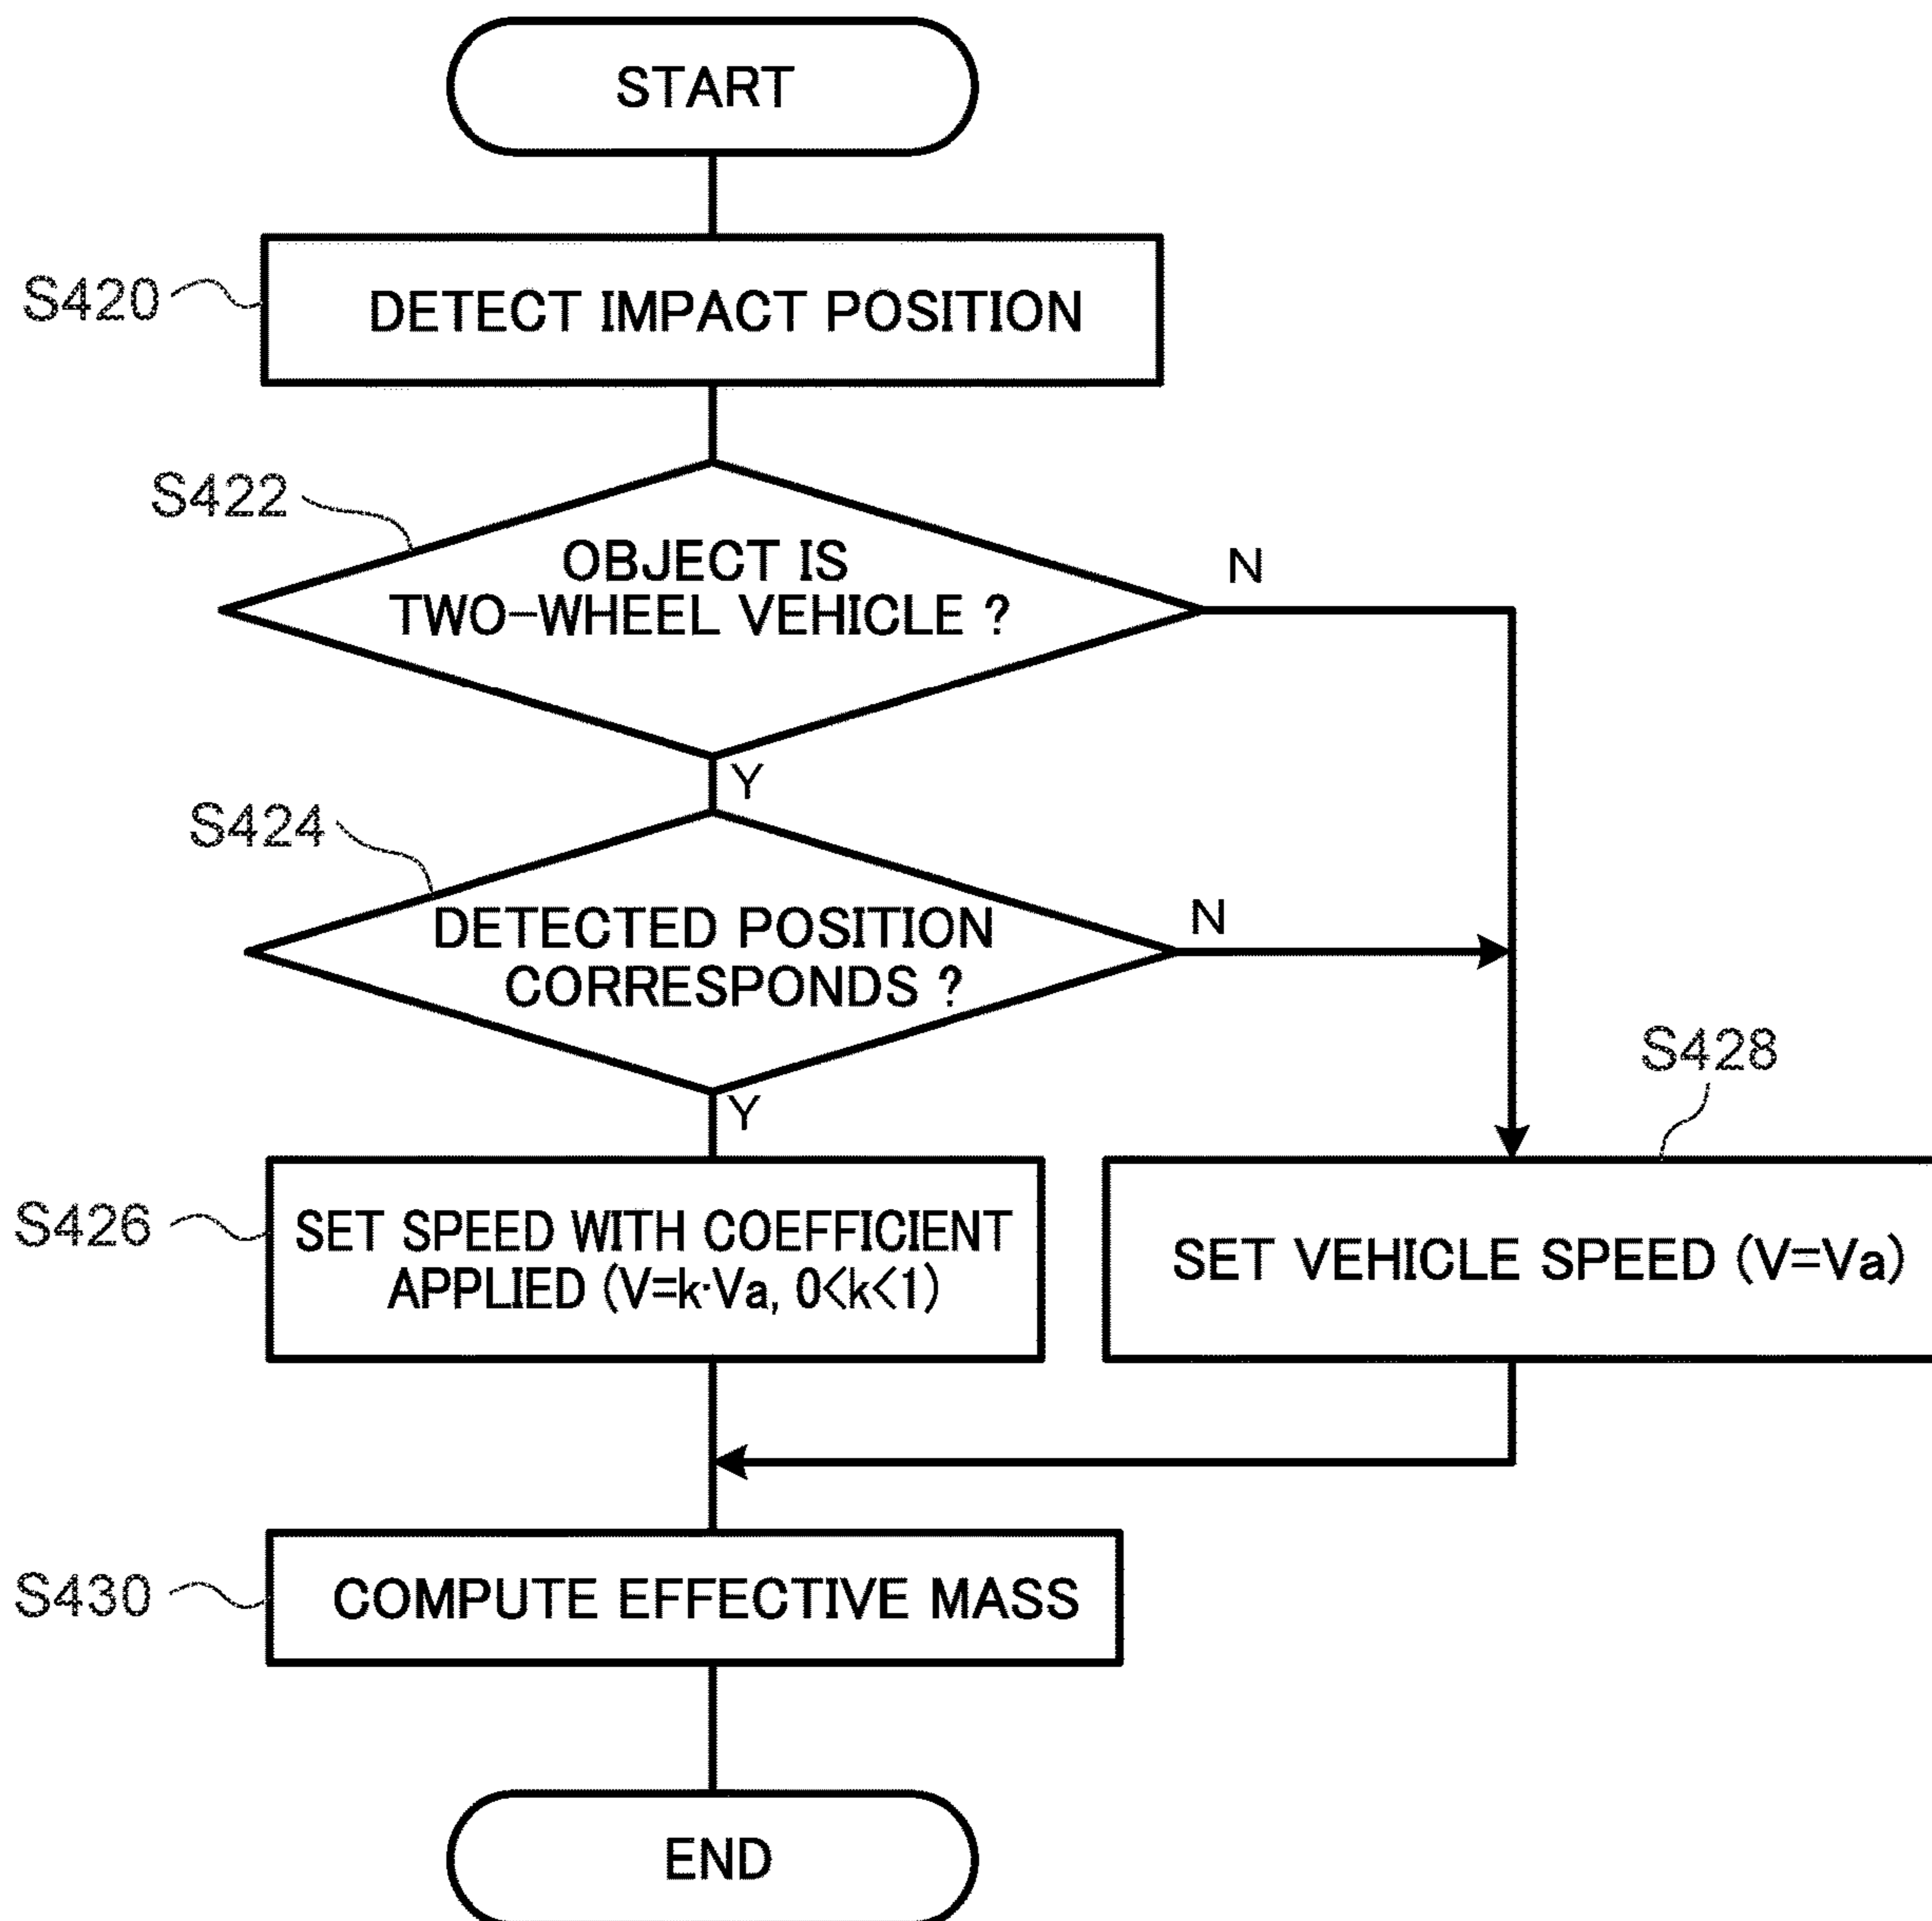 START
S420
DETECT IMPACT POSITION
S422
OBJECT IS
TWO-WHEEL VEHICLE ?
N
Y
S424
DETECTED POSITION
CORRESPONDS ?
N
Y
S428
S426
SET SPEED WITH COEFFICIENT
APPLIED (V=k·Va, 0<k<1)
SET VEHICLE SPEED (V=Va)
S430
COMPUTE EFFECTIVE MASS
END